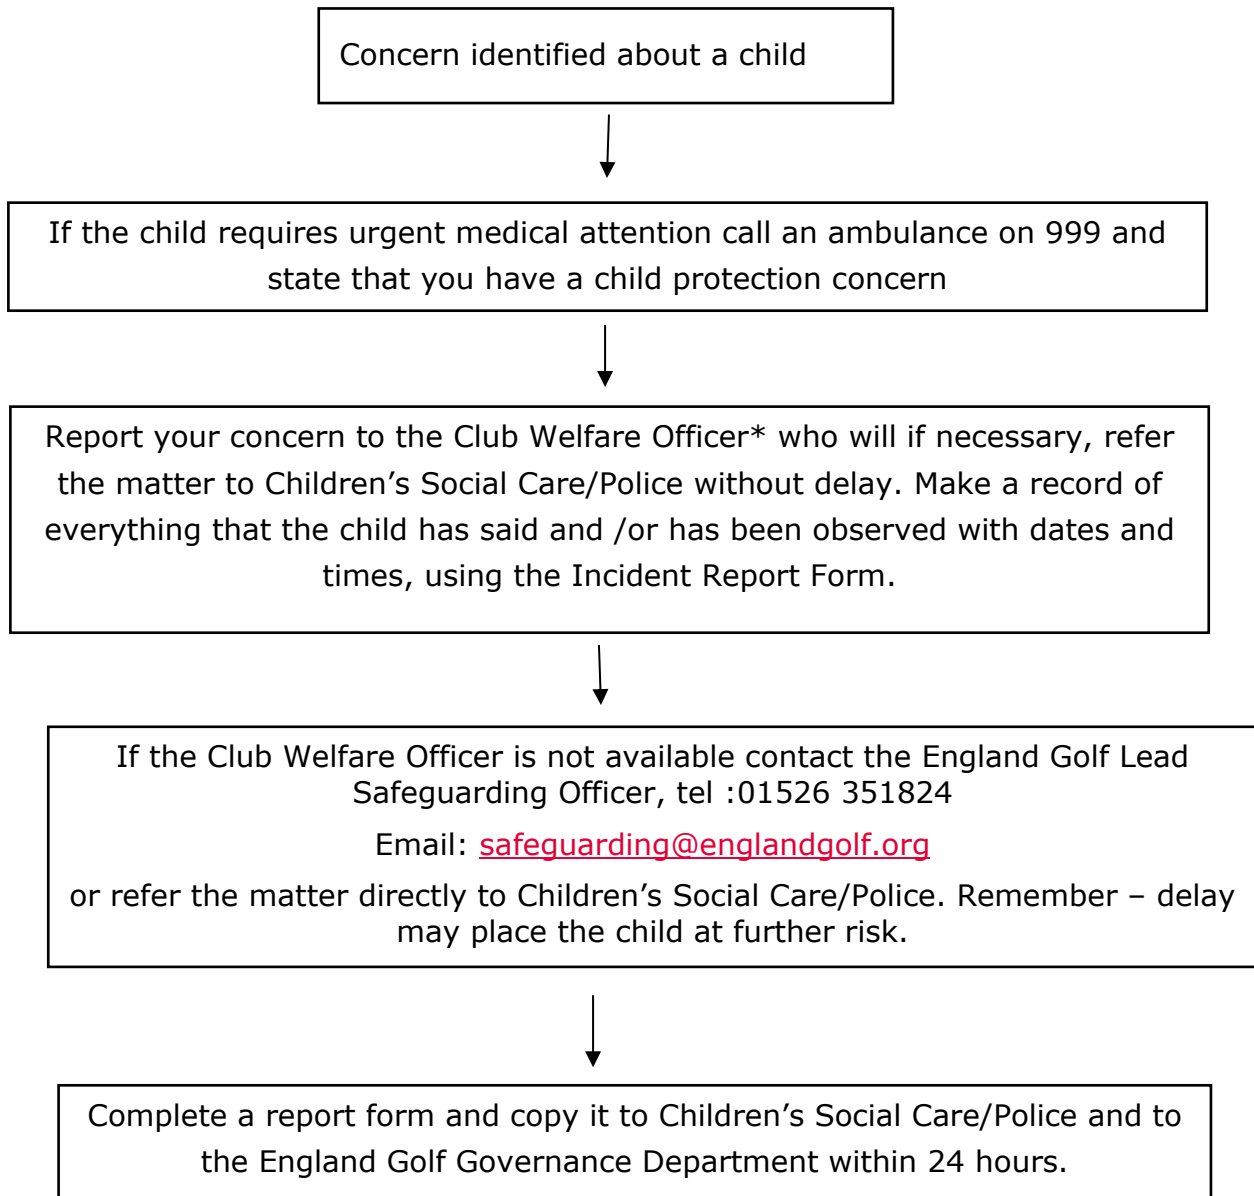 Concern identified about a child
If the child requires urgent medical attention call an ambulance on 999 and
state that you have a child protection concern
Report your concern to the Club Welfare Officer* who will if necessary, refer
the matter to Children’s Social Care/Police without delay. Make a record of
everything that the child has said and /or has been observed with dates and
times, using the Incident Report Form.
If the Club Welfare Officer is not available contact the England Golf Lead
Safeguarding Officer, tel :01526 351824
Email: safeguarding@englandgolf.org
or refer the matter directly to Children’s Social Care/Police. Remember – delay
may place the child at further risk.
Complete a report form and copy it to Children’s Social Care/Police and to
the England Golf Governance Department within 24 hours.